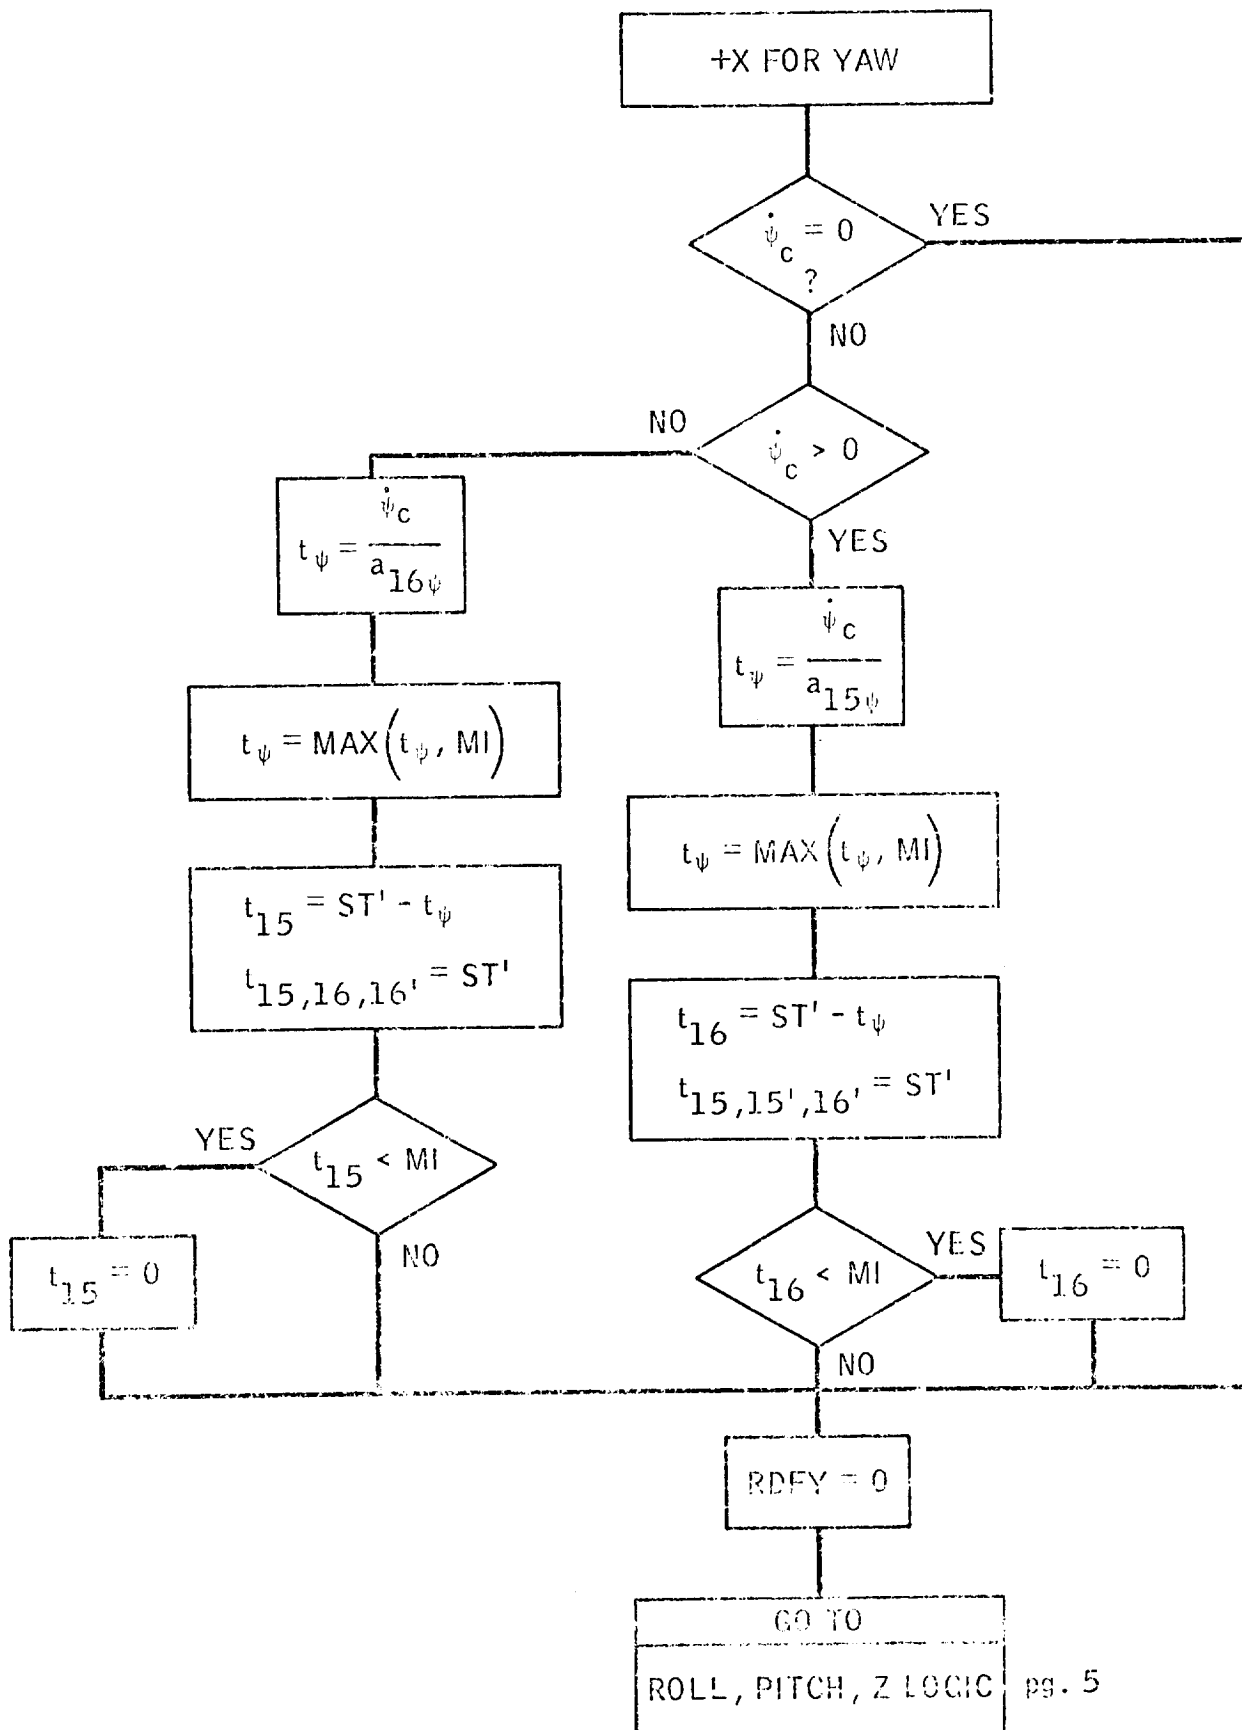 +X FOR YAW
ψ̇c = 0
?
YES
NO
ψ̇c > 0
NO
YES
tψ = ψ̇c / a16ψ
tψ = ψ̇c / a15ψ
tψ = MAX(tψ, MI)
tψ = MAX(tψ, MI)
t15 = ST' - tψ
t15,16,16' = ST'
t16 = ST' - tψ
t15,15',16' = ST'
t15 < MI
YES
NO
t15 = 0
t16 < MI
YES
NO
t16 = 0
RDFY = 0
GO TO
ROLL, PITCH, Z LOGIC pg. 5